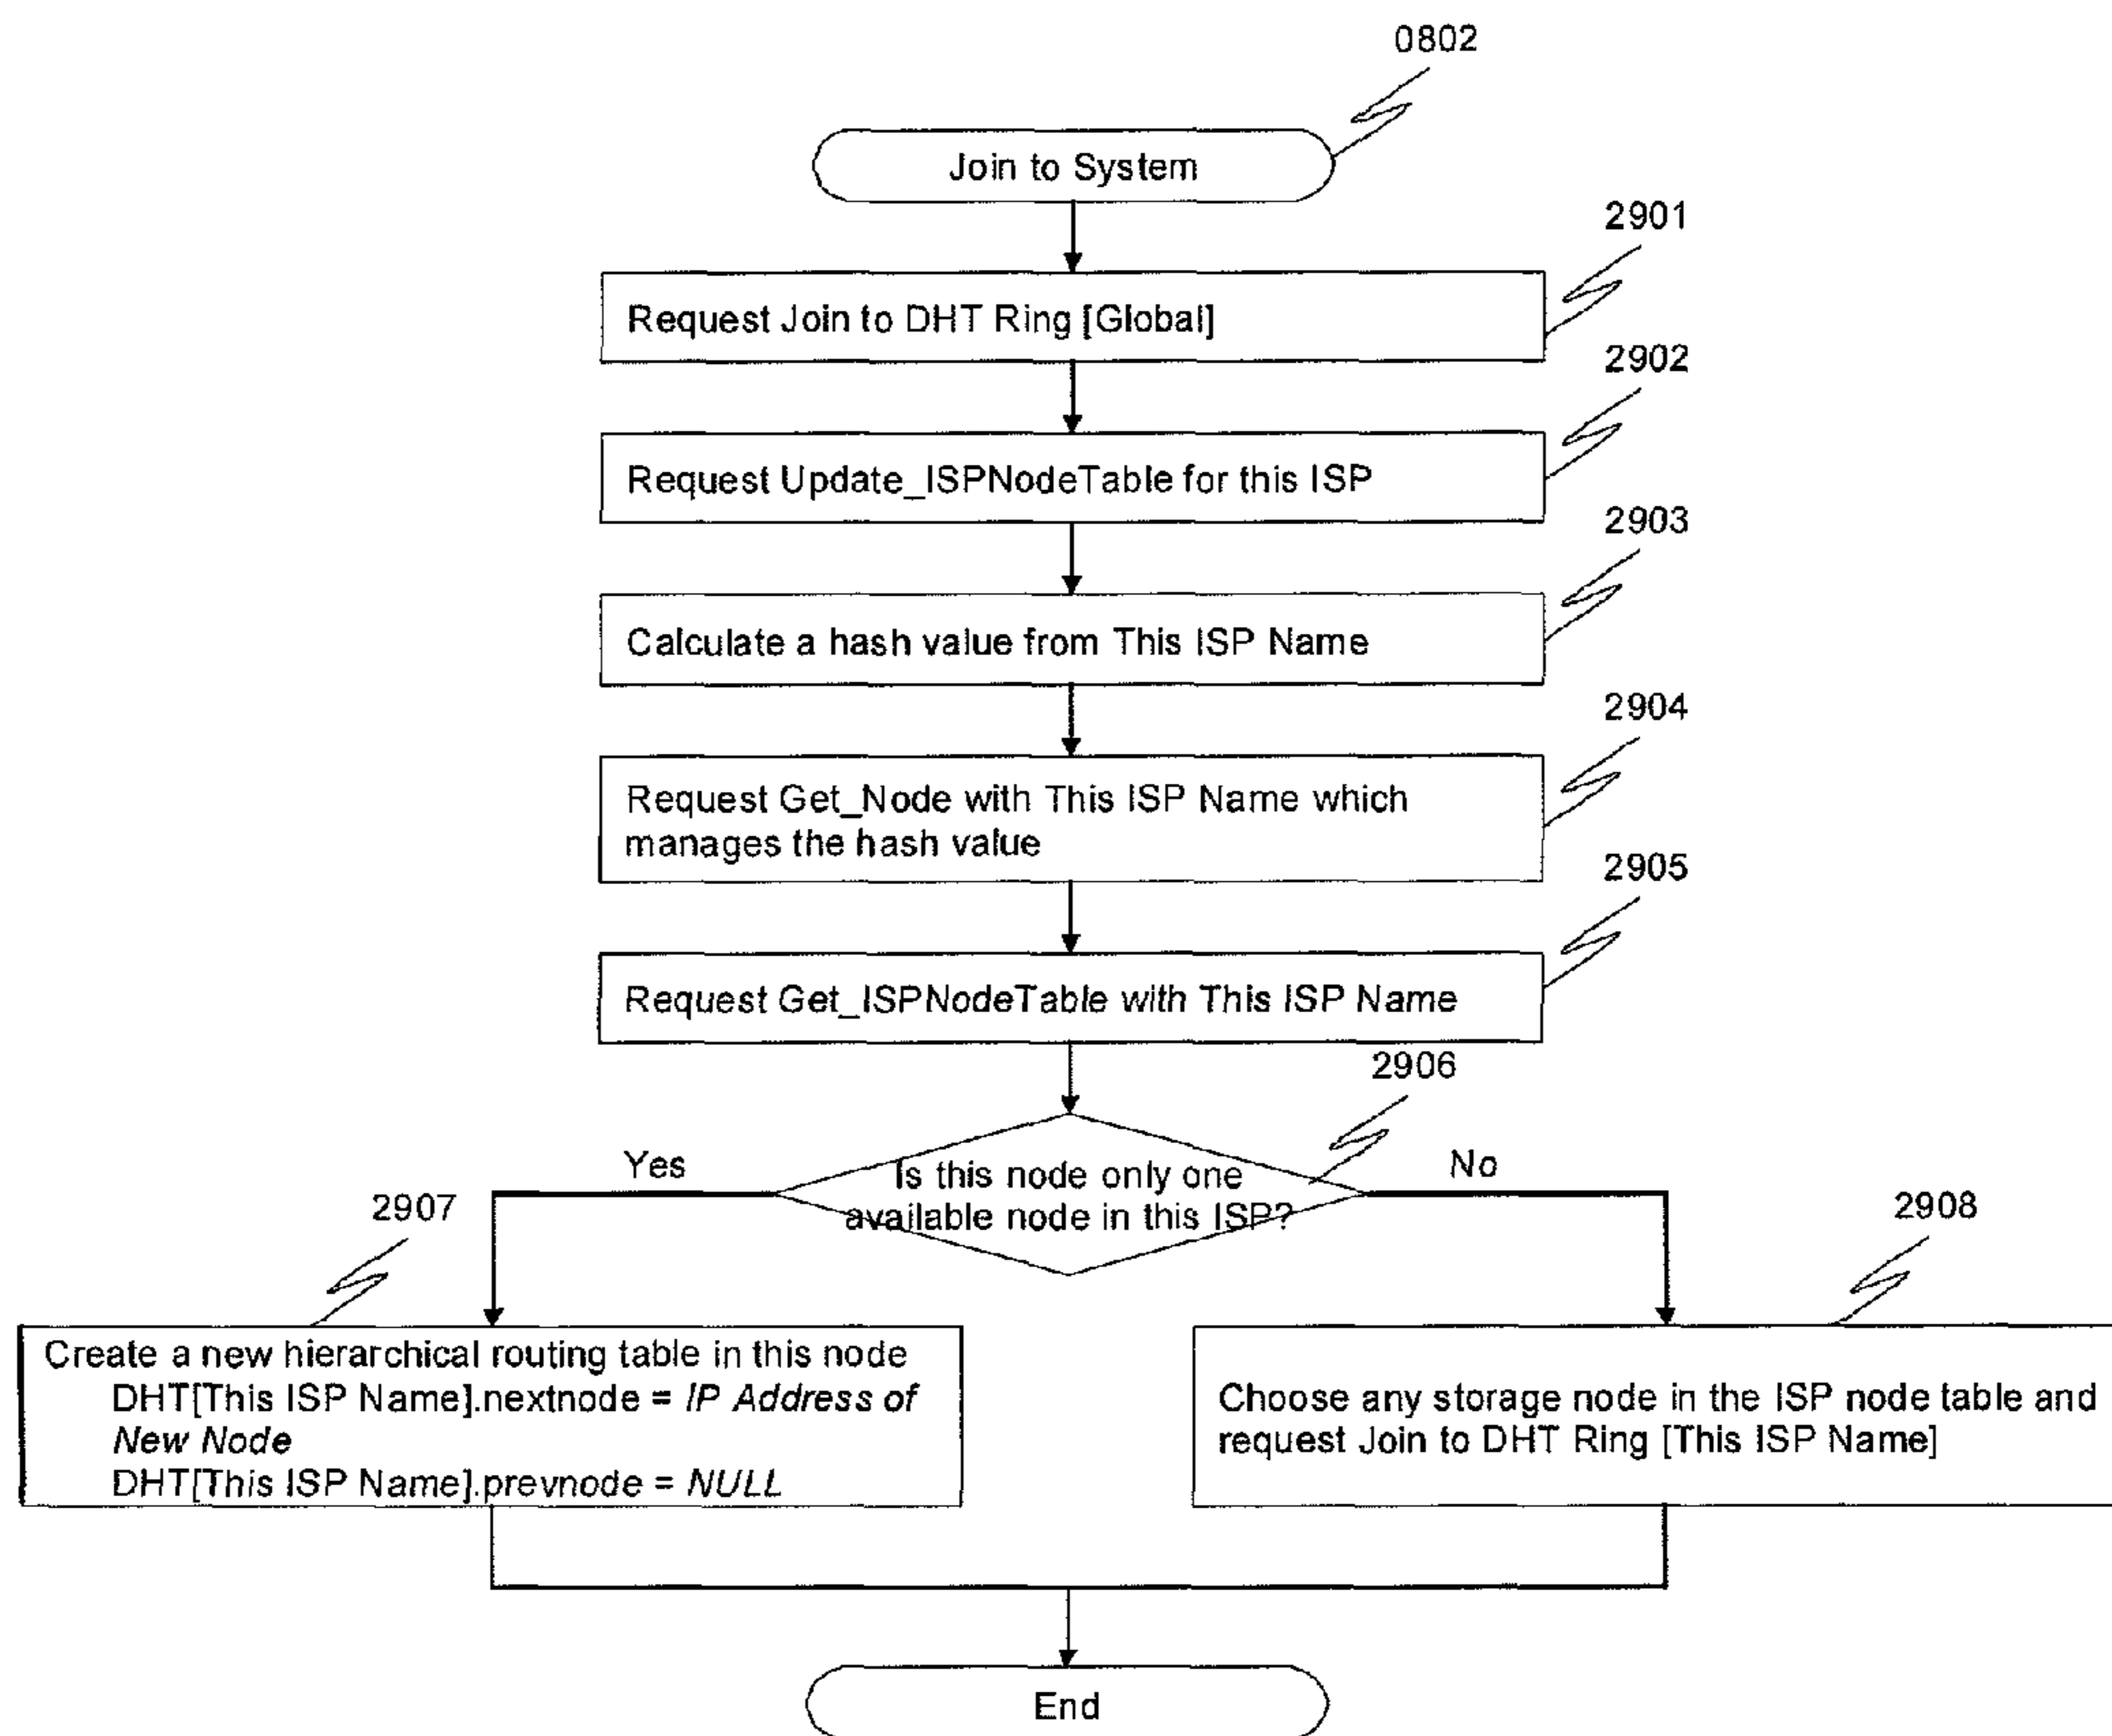 0802
Join to System
2901
Request Join to DHT Ring [Global]
2902
Request Update_ISPNodeTable for this ISP
2903
Calculate a hash value from This ISP Name
2904
Request Get_Node with This ISP Name which
manages the hash value
2905
Request Get_ISPNodeTable with This ISP Name
2906
Is this node only one
available node in this ISP?
Yes
No
2907
Create a new hierarchical routing table in this node
DHT[This ISP Name].nextnode = IP Address of
New Node
DHT[This ISP Name].prevnode = NULL
2908
Choose any storage node in the ISP node table and
request Join to DHT Ring [This ISP Name]
End